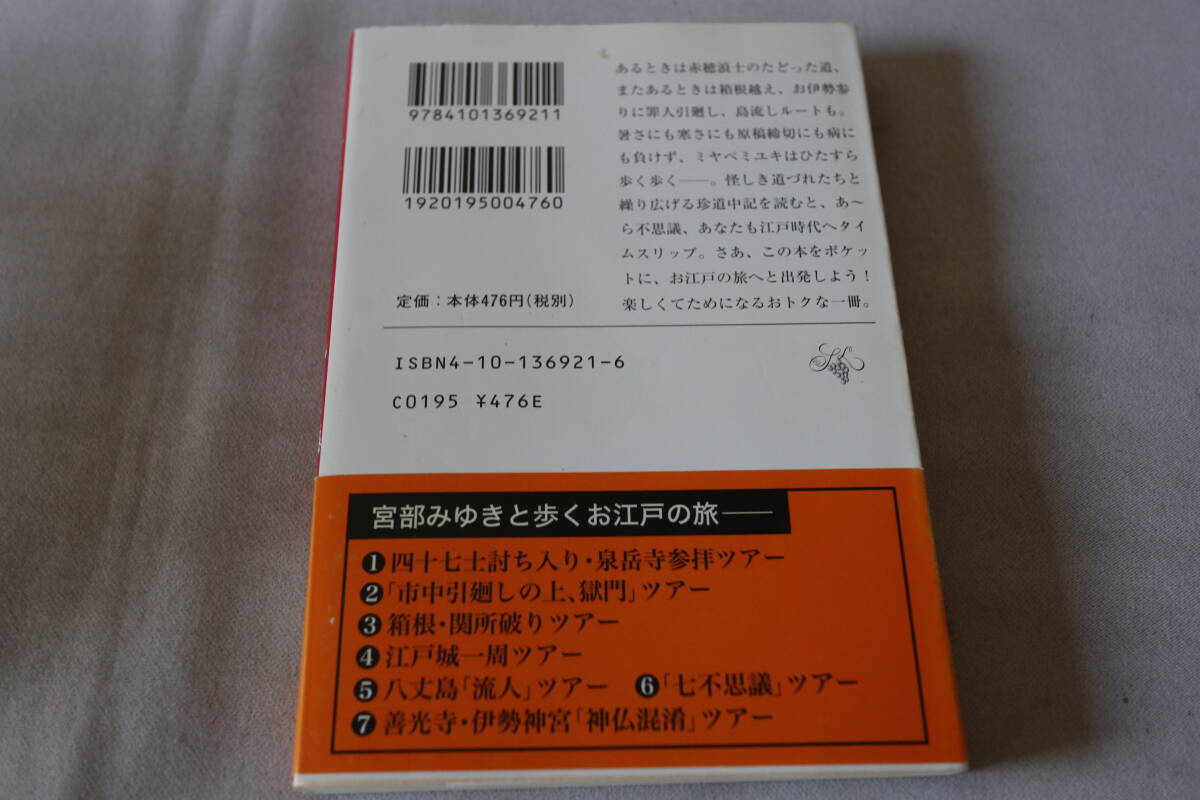 9784101369211
1920195004760
定価：本体476円（税別）
あるときは赤穂浪士のたどった道、
またあるときは箱根越え、お伊勢参
りに罪人引廻し、島流しルートも。
暑さにも寒さにも原稿締切にも病に
も負けず、ミヤベミユキはひたすら
歩く歩く――。怪しき道づれたちと
繰り広げる珍道中記を読むと、あ〜
ら不思議、あなたも江戸時代へタイ
ムスリップ。さあ、この本をポケッ
トに、お江戸の旅へと出発しよう！
楽しくてためになるおトクな一冊。
ISBN4-10-136921-6
C0195 ¥476E
宮部みゆきと歩くお江戸の旅――
❶四十七士討ち入り・泉岳寺参拝ツアー
❷「市中引廻しの上、獄門」ツアー
❸箱根・関所破りツアー
❹江戸城一周ツアー
❺八丈島「流人」ツアー ❻「七不思議」ツアー
❼善光寺・伊勢神宮「神仏混淆」ツアー